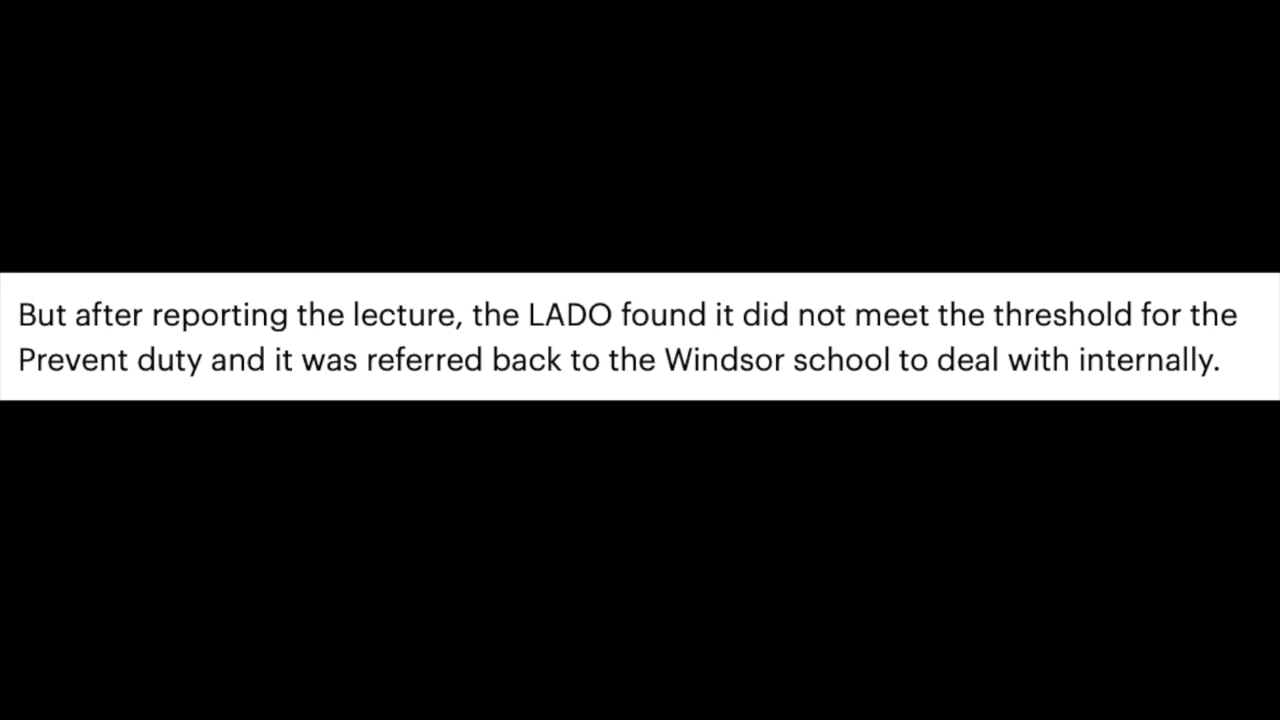 But after reporting the lecture, the LADO found it did not meet the threshold for the
Prevent duty and it was referred back to the Windsor school to deal with internally.